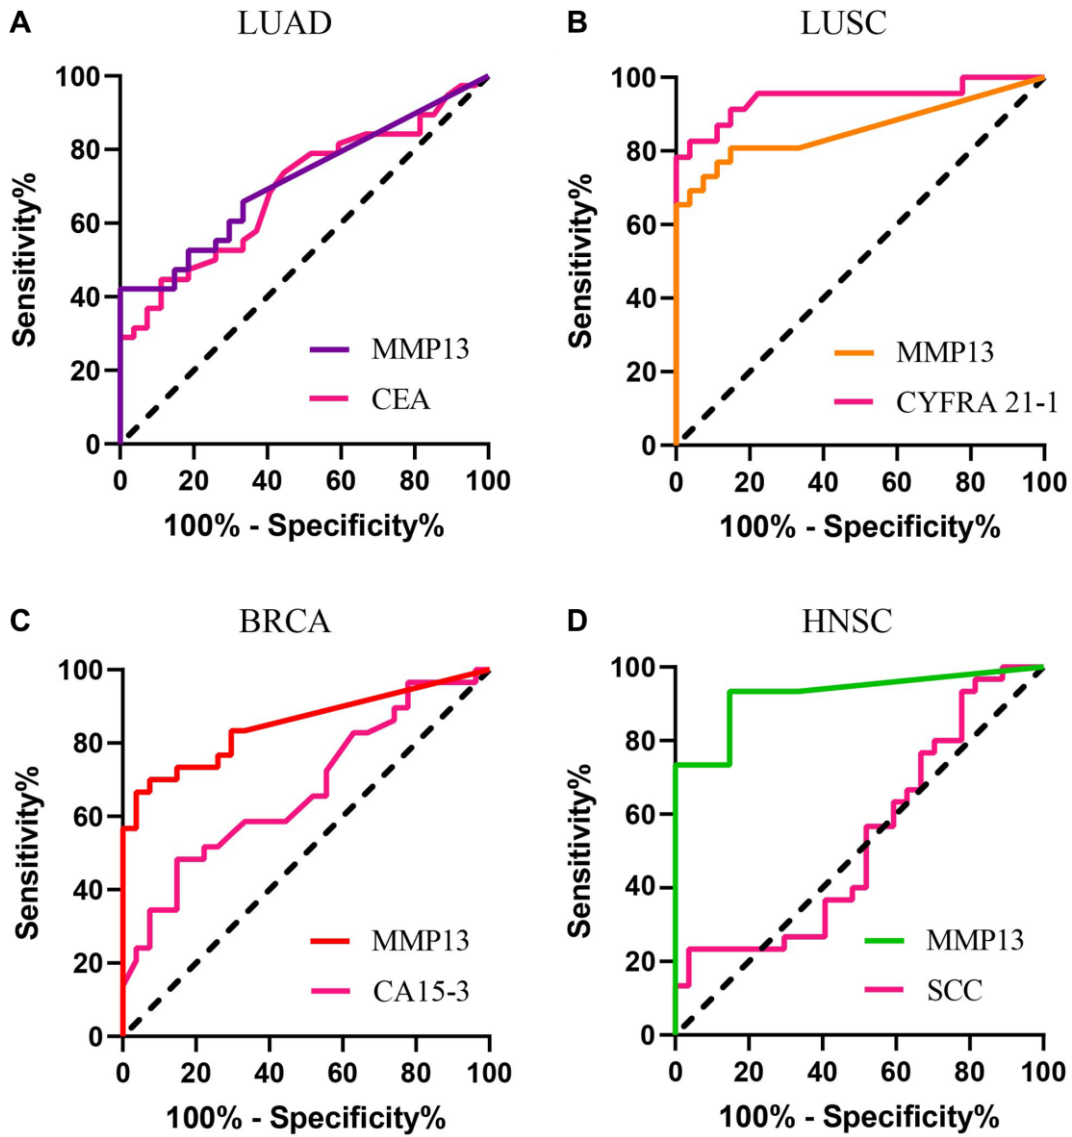 A
LUAD
100
80
60
40
20
0
Sensitivity%
MMP13
CEA
0 20 40 60 80 100
100% - Specificity%
B
LUSC
100
80
60
40
20
0
Sensitivity%
MMP13
CYFRA 21-1
0 20 40 60 80 100
100% - Specificity%
C
BRCA
100
80
60
40
20
0
Sensitivity%
MMP13
CA15-3
0 20 40 60 80 100
100% - Specificity%
D
HNSC
100
80
60
40
20
0
Sensitivity%
MMP13
SCC
0 20 40 60 80 100
100% - Specificity%